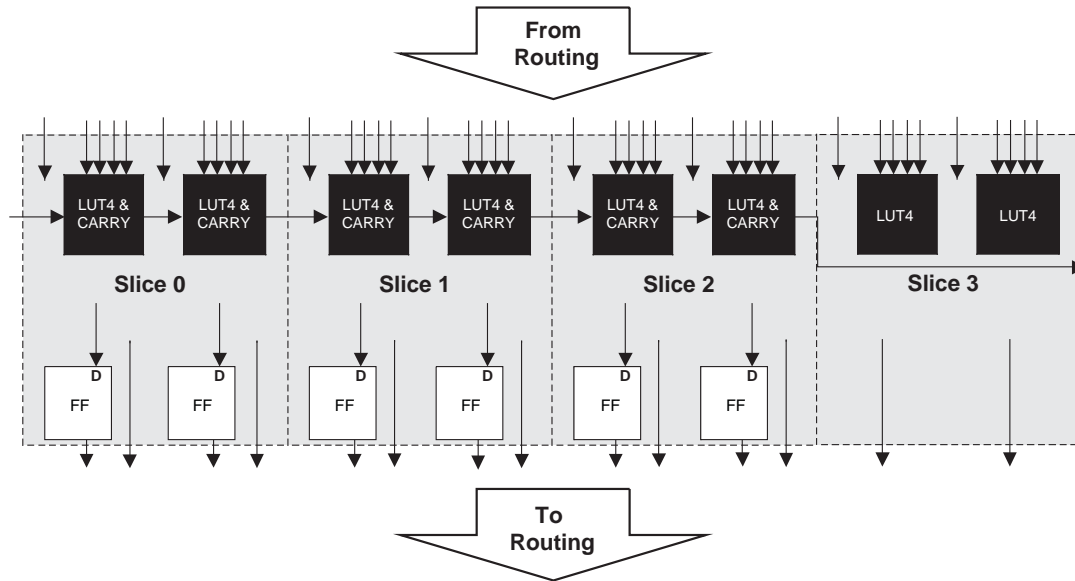 From
Routing
LUT4 &
CARRY
LUT4 &
CARRY
LUT4 &
CARRY
LUT4 &
CARRY
LUT4 &
CARRY
LUT4 &
CARRY
LUT4
LUT4
Slice 0
Slice 1
Slice 2
Slice 3
D
FF
D
FF
D
FF
D
FF
D
FF
D
FF
To
Routing